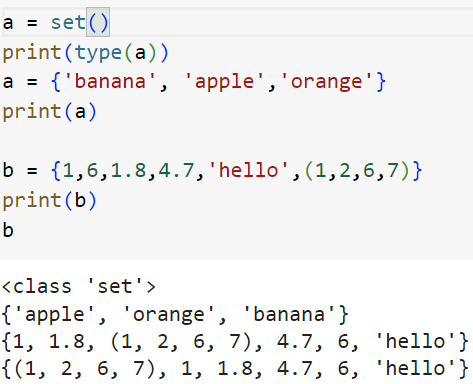 a = set()
print(type(a))
a = {'banana', 'apple','orange'}
print(a)
b = {1,6,1.8,4.7,'hello',(1,2,6,7)}
print(b)
b
<class 'set'>
{'apple', 'orange', 'banana'}
{1, 1.8, (1, 2, 6, 7), 4.7, 6, 'hello'}
{(1, 2, 6, 7), 1, 1.8, 4.7, 6, 'hello'}